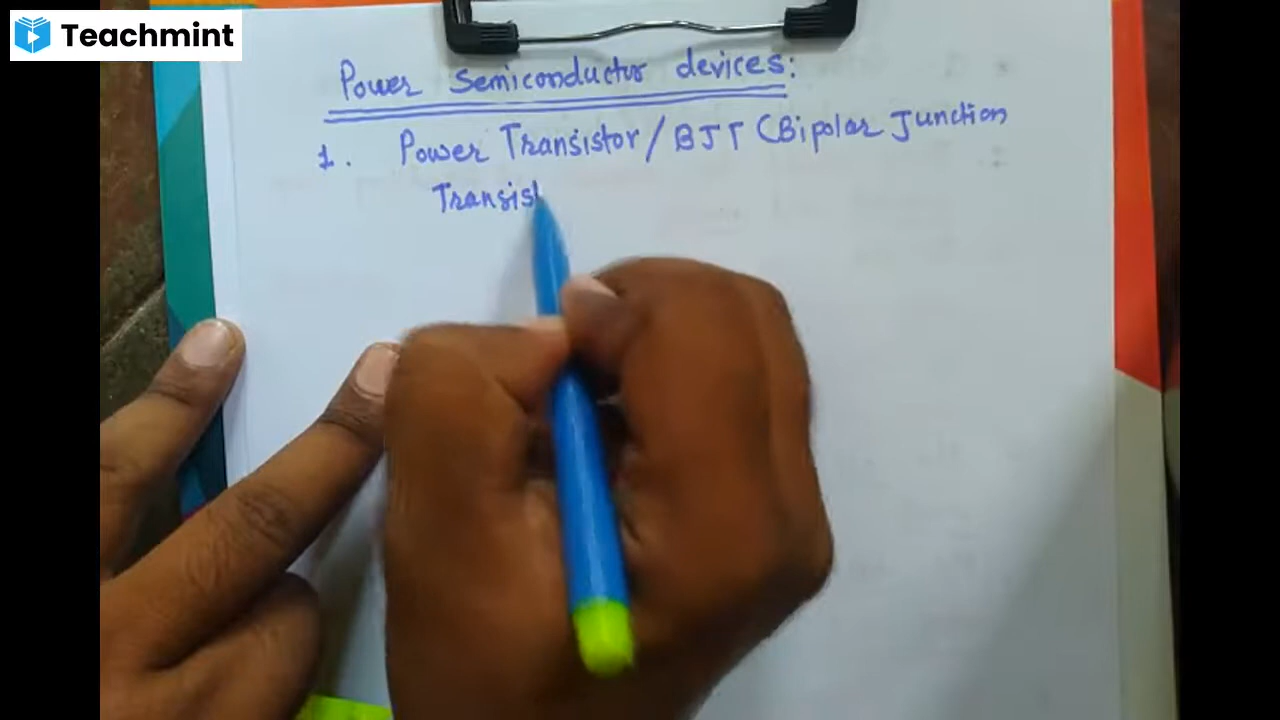 Teachmint
Power Semiconductor devices:
1. Power Transistor / BJT (Bipolar Junction
Transist